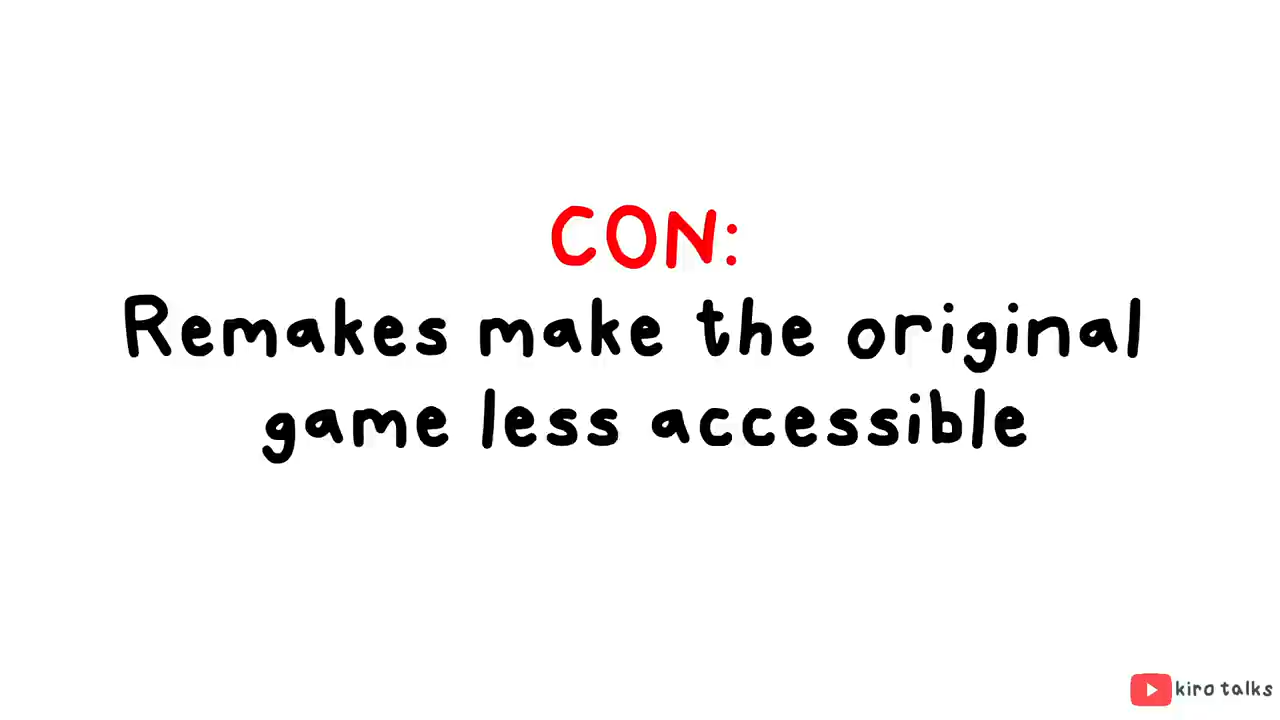 CON:
Remakes make the original
game less accessible
kiro talks